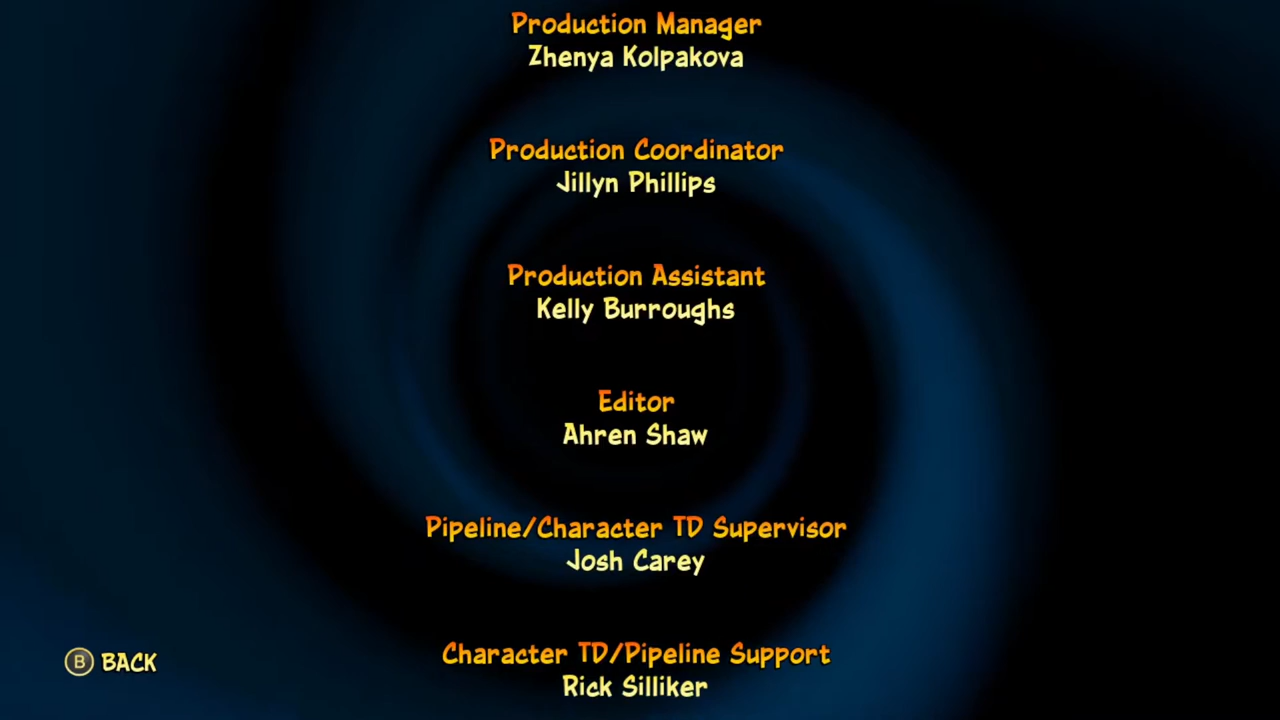 Production Manager
Zhenya Kolpakova
Production Coordinator
Jillyn Phillips
Production Assistant
Kelly Burroughs
Editor
Ahren Shaw
Pipeline/Character TD Supervisor
Josh Carey
Character TD/Pipeline Support
Rick Silliker
B BACK